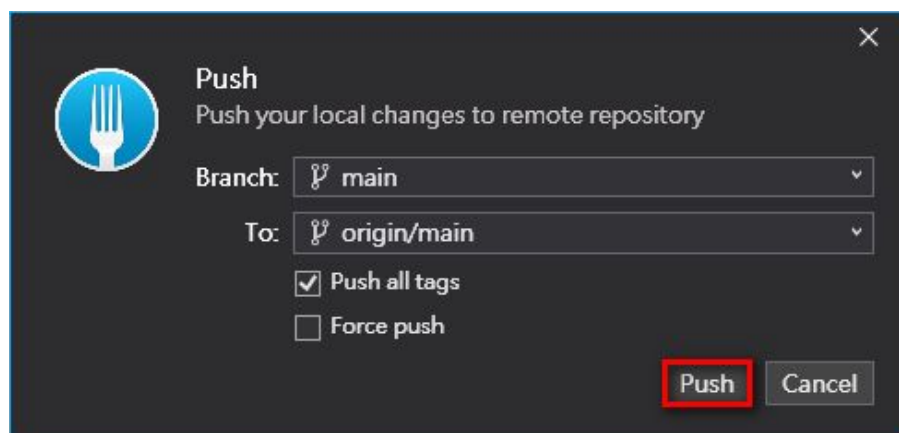 Push
Push your local changes to remote repository
Branch: main
To: origin/main
Push all tags
Force push
Push Cancel